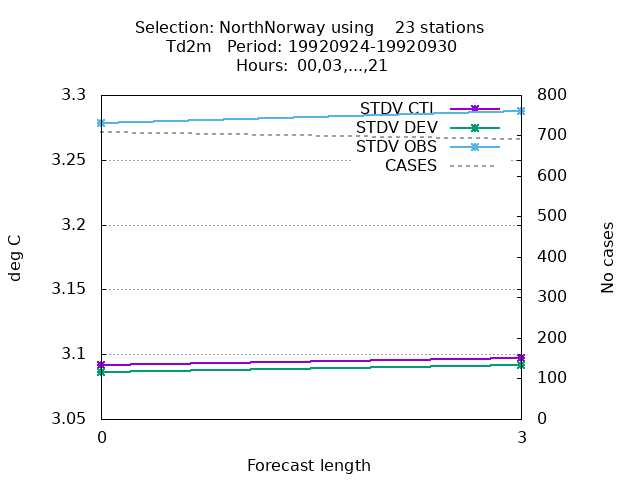 Selection: NorthNorway using    23 stations
Td2m   Period: 19920924-19920930
Hours:  00,03,...,21
3.3
3.25
3.2
3.15
3.1
3.05
800
700
600
500
400
300
200
100
0
STDV CTL
STDV DEV
STDV OBS
CASES
deg C
No cases
0
3
Forecast length